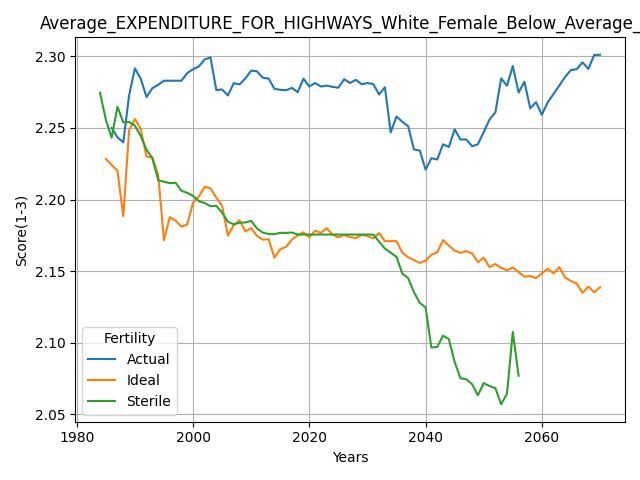 Average_EXPENDITURE_FOR_HIGHWAYS_White_Female_Below_Average_
2.30
2.25
2.20
2.15
2.10
2.05
Score(1-3)
Fertility
Actual
Ideal
Sterile
1980
2000
2020
2040
2060
Years